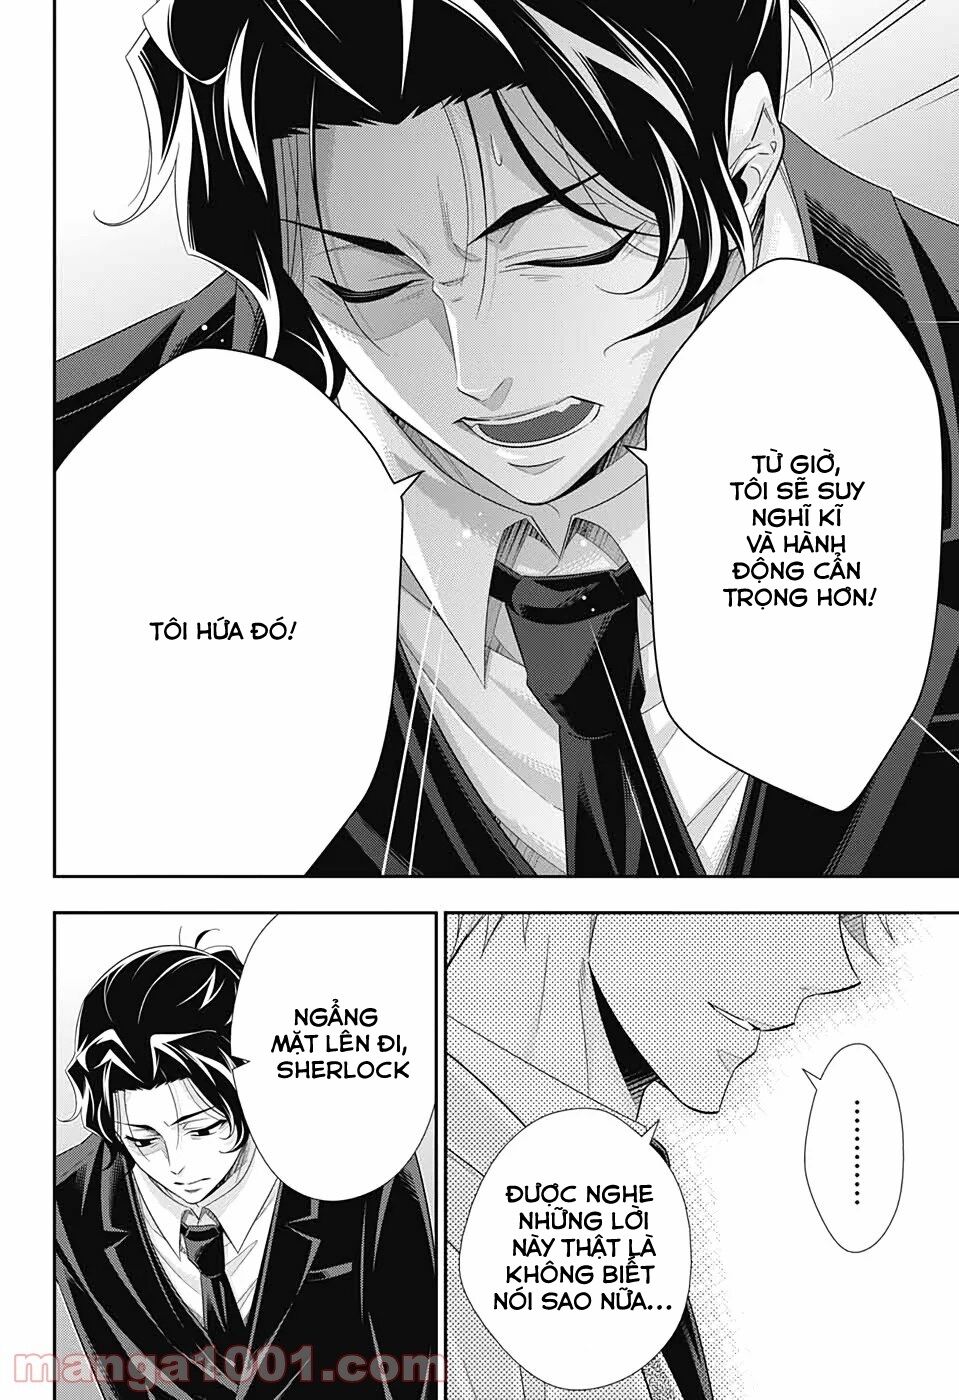 TỪ GIỜ,
TÔI SẼ SUY
NGHĨ KĨ
VÀ HÀNH
ĐỘNG CẨN
TRỌNG HƠN!
TÔI HỨA ĐÓ!
..........
ĐƯỢC NGHE
NHỮNG LỜI
NÀY THẬT LÀ
KHÔNG BIẾT
NÓI SAO NỮA...
NGẨNG
MẶT LÊN ĐI,
SHERLOCK
manga1001.com